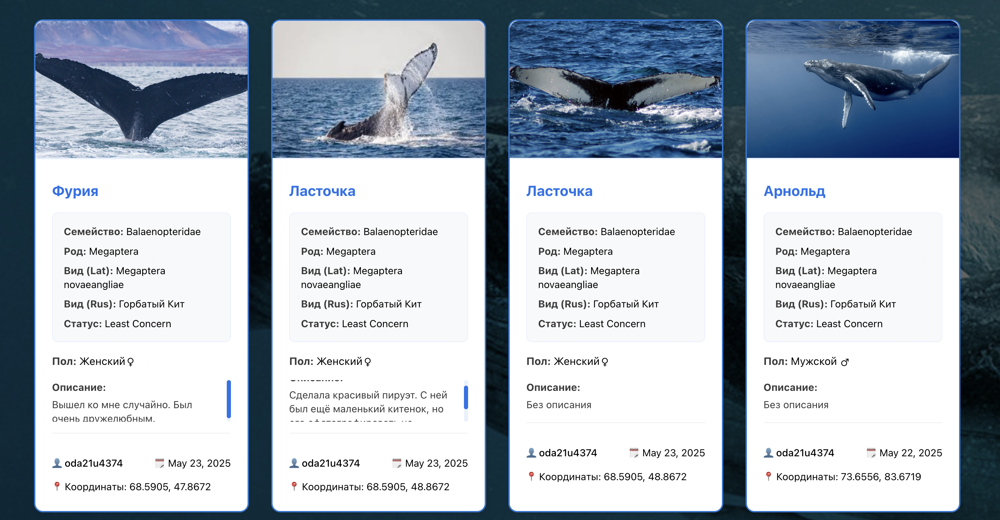 Фурия
Семейство: Balaenopteridae
Род: Megaptera
Вид (Lat): Megaptera
novaeangliae
Вид (Rus): Горбатый Кит
Статус: Least Concern
Пол: Женский♀
Описание:
Вышел ко мне случайно. Был
очень дружелюбным.
oda21u4374 May 23, 2025
Координаты: 68.5905, 47.8672
Ласточка
Семейство: Balaenopteridae
Род: Megaptera
Вид (Lat): Megaptera
novaeangliae
Вид (Rus): Горбатый Кит
Статус: Least Concern
Пол: Женский♀
Сделала красивый пируэт. С ней
был ещё маленький китенок, но
oda21u4374 May 23, 2025
Координаты: 68.5905, 48.8672
Ласточка
Семейство: Balaenopteridae
Род: Megaptera
Вид (Lat): Megaptera
novaeangliae
Вид (Rus): Горбатый Кит
Статус: Least Concern
Пол: Женский♀
Описание:
Без описания
oda21u4374 May 23, 2025
Координаты: 68.5905, 48.8672
Арнольд
Семейство: Balaenopteridae
Род: Megaptera
Вид (Lat): Megaptera
novaeangliae
Вид (Rus): Горбатый Кит
Статус: Least Concern
Пол: Мужской ♂
Описание:
Без описания
oda21u4374 May 22, 2025
Координаты: 73.6556, 83.6719